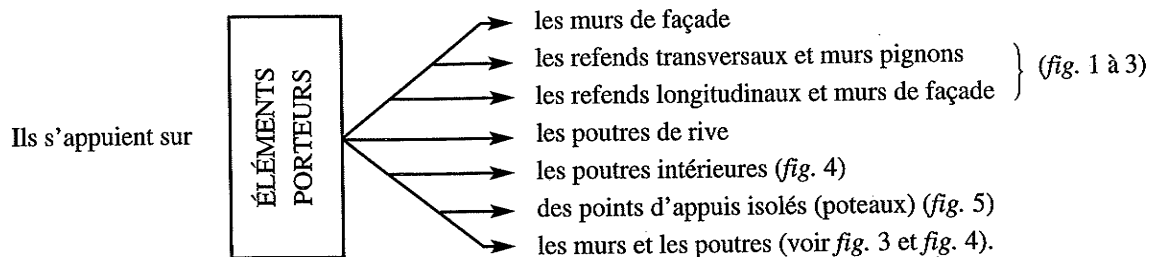 les murs de façade
les refends transversaux et murs pignons
(fig. 1 à 3)
les refends longitudinaux et murs de façade
Ils s'appuient sur
ÉLÉMENTS
PORTEURS
les poutres de rive
les poutres intérieures (fig. 4)
des points d'appuis isolés (poteaux) (fig. 5)
les murs et les poutres (voir fig. 3 et fig. 4).